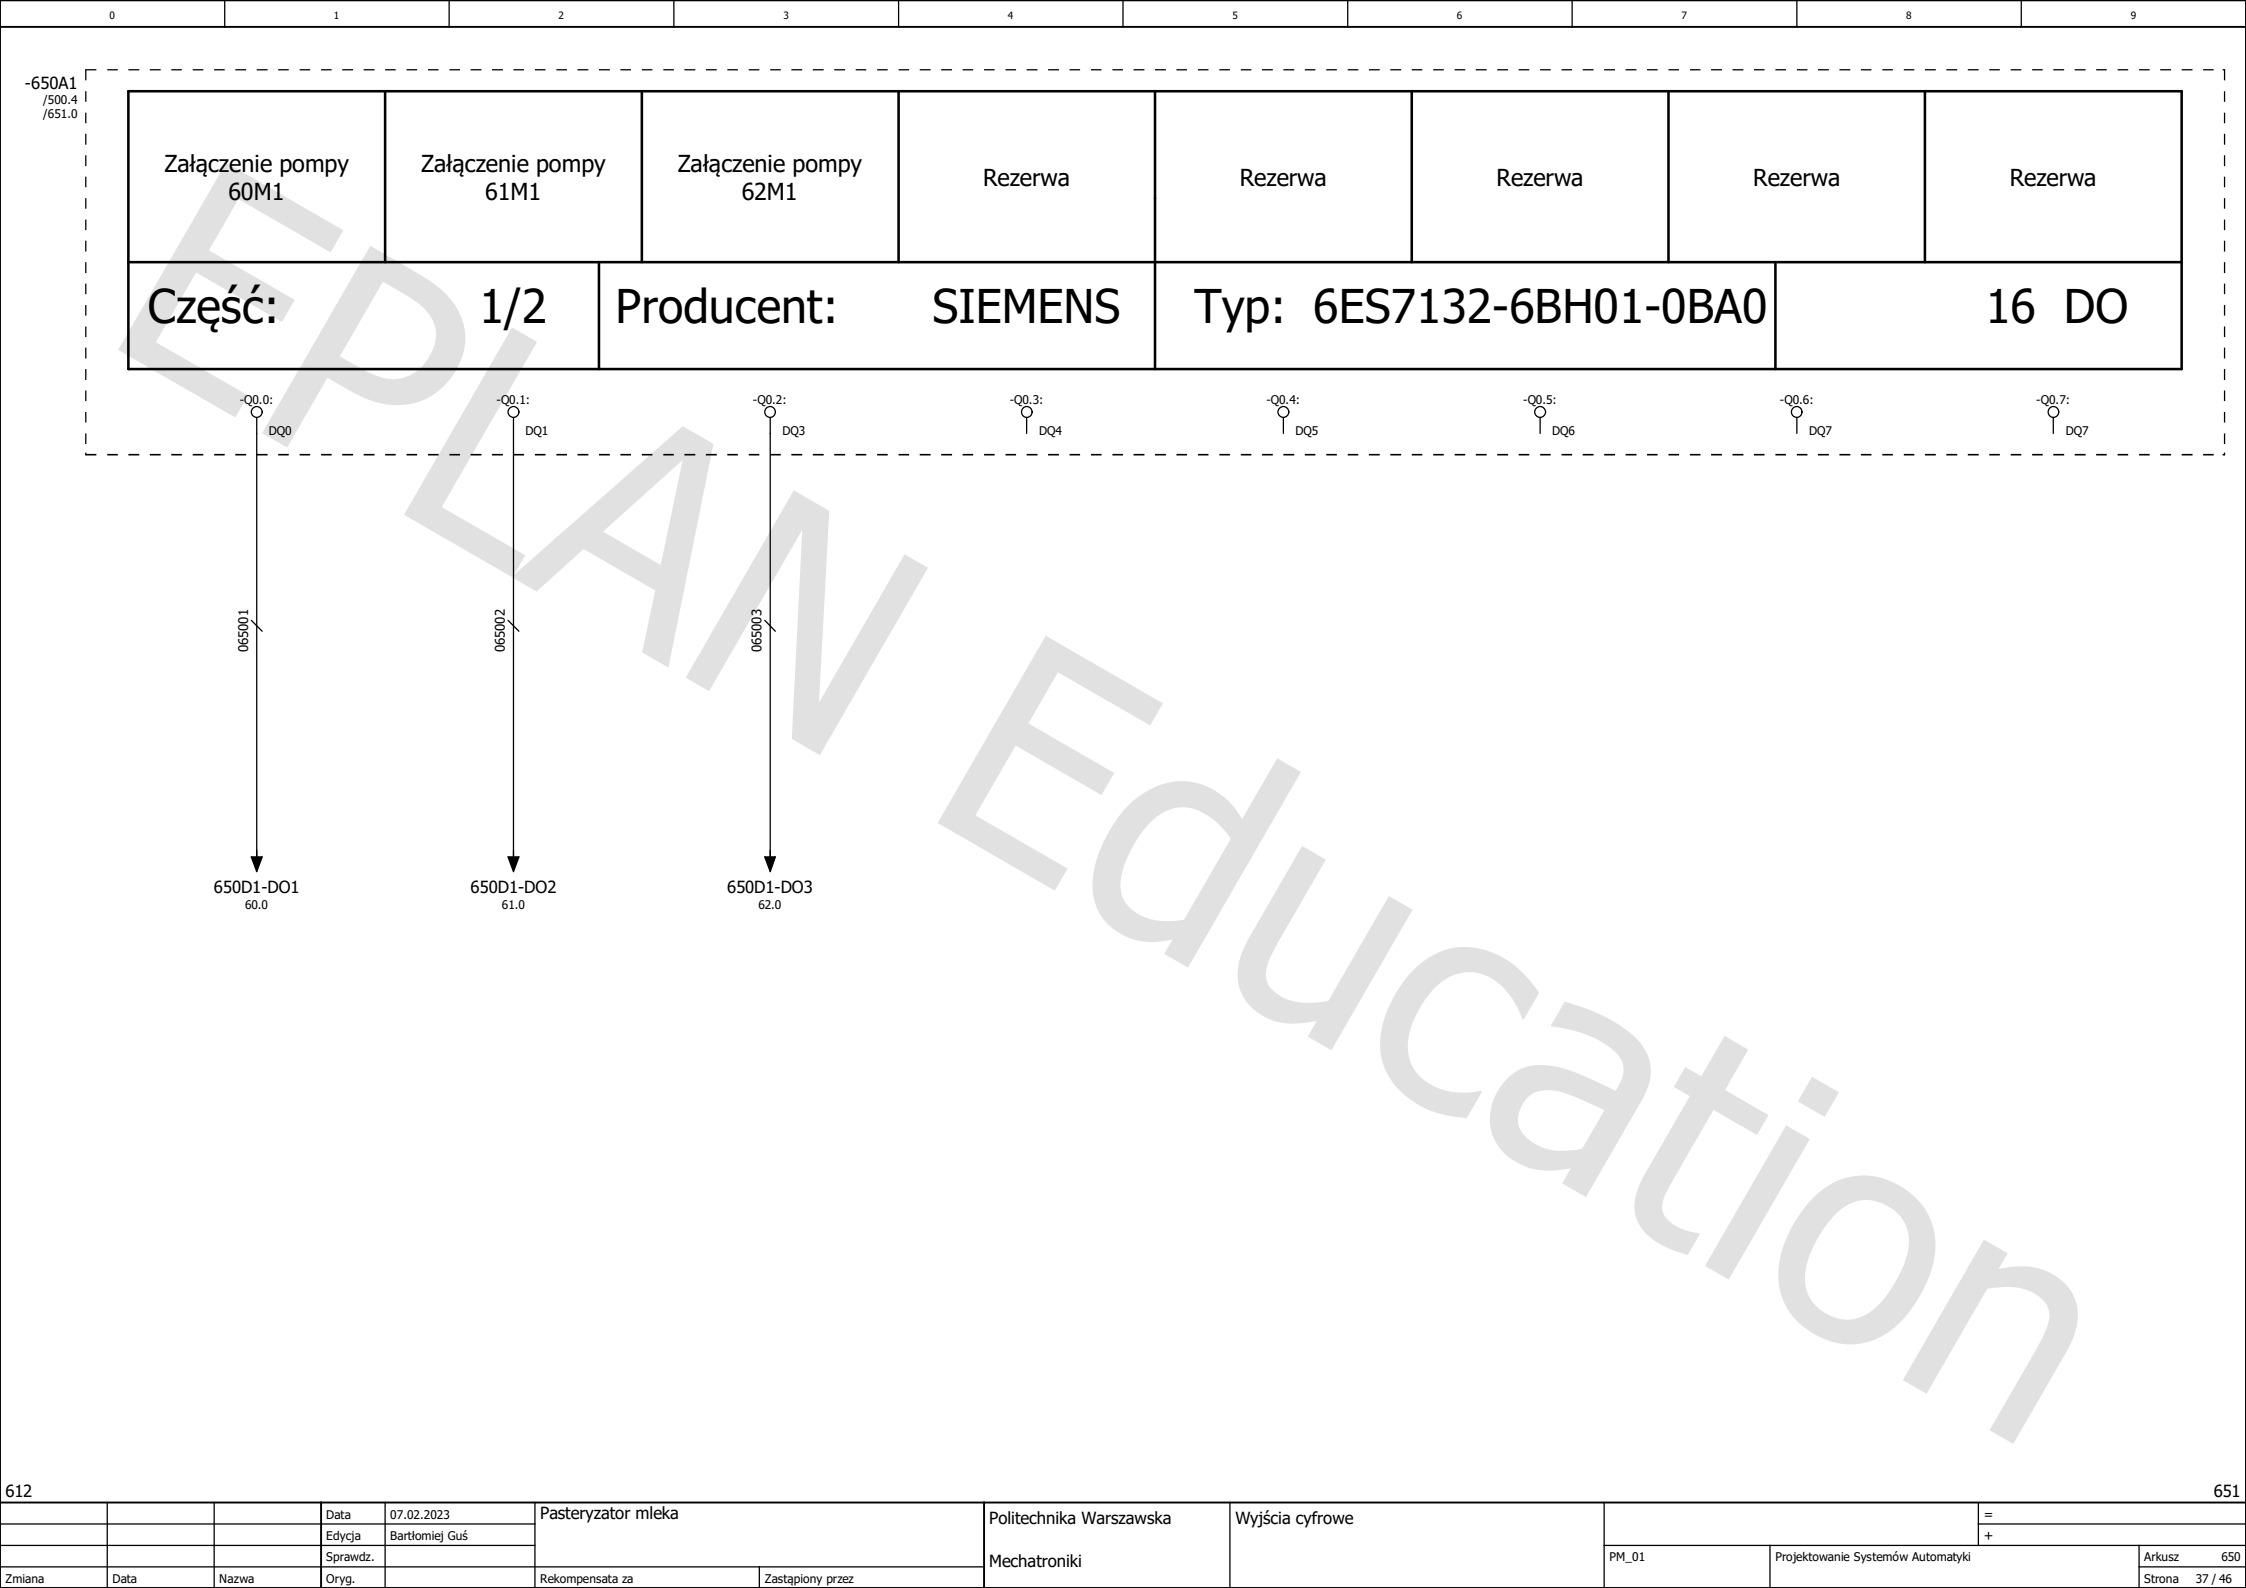 0 1 2 3 4 5 6 7 8 9
-650A1
/500.4
/651.0
Załączenie pompy
60M1
Załączenie pompy
61M1
Załączenie pompy
62M1
Rezerwa
Rezerwa
Rezerwa
Rezerwa
Rezerwa
Część: 1/2 Producent: SIEMENS Typ: 6ES7132-6BH01-0BA0 16 DO
-Q0.0: -Q0.1: -Q0.2: -Q0.3: -Q0.4: -Q0.5: -Q0.6: -Q0.7:
DQ0 DQ1 DQ3 DQ4 DQ5 DQ6 DQ7 DQ7
065001 065002 065003
650D1-DO1 650D1-DO2 650D1-DO3
60.0 61.0 62.0
EPLAN Education
612 651
Data 07.02.2023
Edycja Bartłomiej Guś
Sprawdz.
Zmiana Data Nazwa Oryg.
Pasteryzator mleka
Rekompensata za Zastąpiony przez
Politechnika Warszawska
Mechatroniki
Wyjścia cyfrowe
=
+
PM_01 Projektowanie Systemów Automatyki
Arkusz 650
Strona 37 / 46